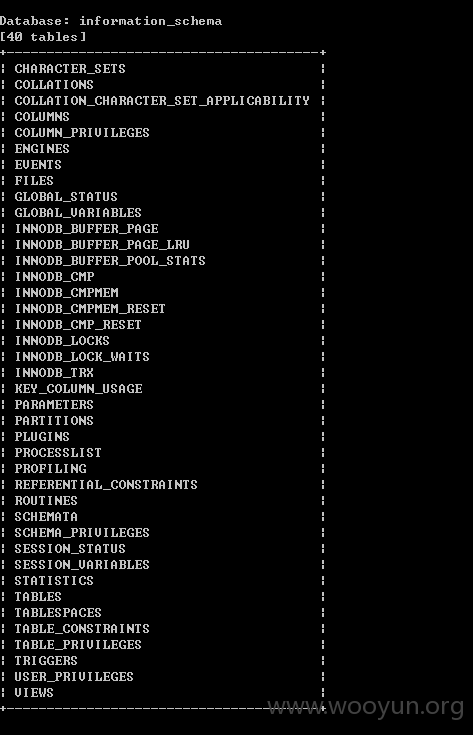 Database: information_schema
[40 tables]
+---------------------------------------+
| CHARACTER_SETS |
| COLLATIONS |
| COLLATION_CHARACTER_SET_APPLICABILITY |
| COLUMNS |
| COLUMN_PRIVILEGES |
| ENGINES |
| EVENTS |
| FILES |
| GLOBAL_STATUS |
| GLOBAL_VARIABLES |
| INNODB_BUFFER_PAGE |
| INNODB_BUFFER_PAGE_LRU |
| INNODB_BUFFER_POOL_STATS |
| INNODB_CMP |
| INNODB_CMPMEM |
| INNODB_CMPMEM_RESET |
| INNODB_CMP_RESET |
| INNODB_LOCKS |
| INNODB_LOCK_WAITS |
| INNODB_TRX |
| KEY_COLUMN_USAGE |
| PARAMETERS |
| PARTITIONS |
| PLUGINS |
| PROCESSLIST |
| PROFILING |
| REFERENTIAL_CONSTRAINTS |
| ROUTINES |
| SCHEMATA |
| SCHEMA_PRIVILEGES |
| SESSION_STATUS |
| SESSION_VARIABLES |
| STATISTICS |
| TABLES |
| TABLESPACES |
| TABLE_CONSTRAINTS |
| TABLE_PRIVILEGES |
| TRIGGERS |
| USER_PRIVILEGES |
| VIEWS |
+---------------------------------------+
www.wooyun.org